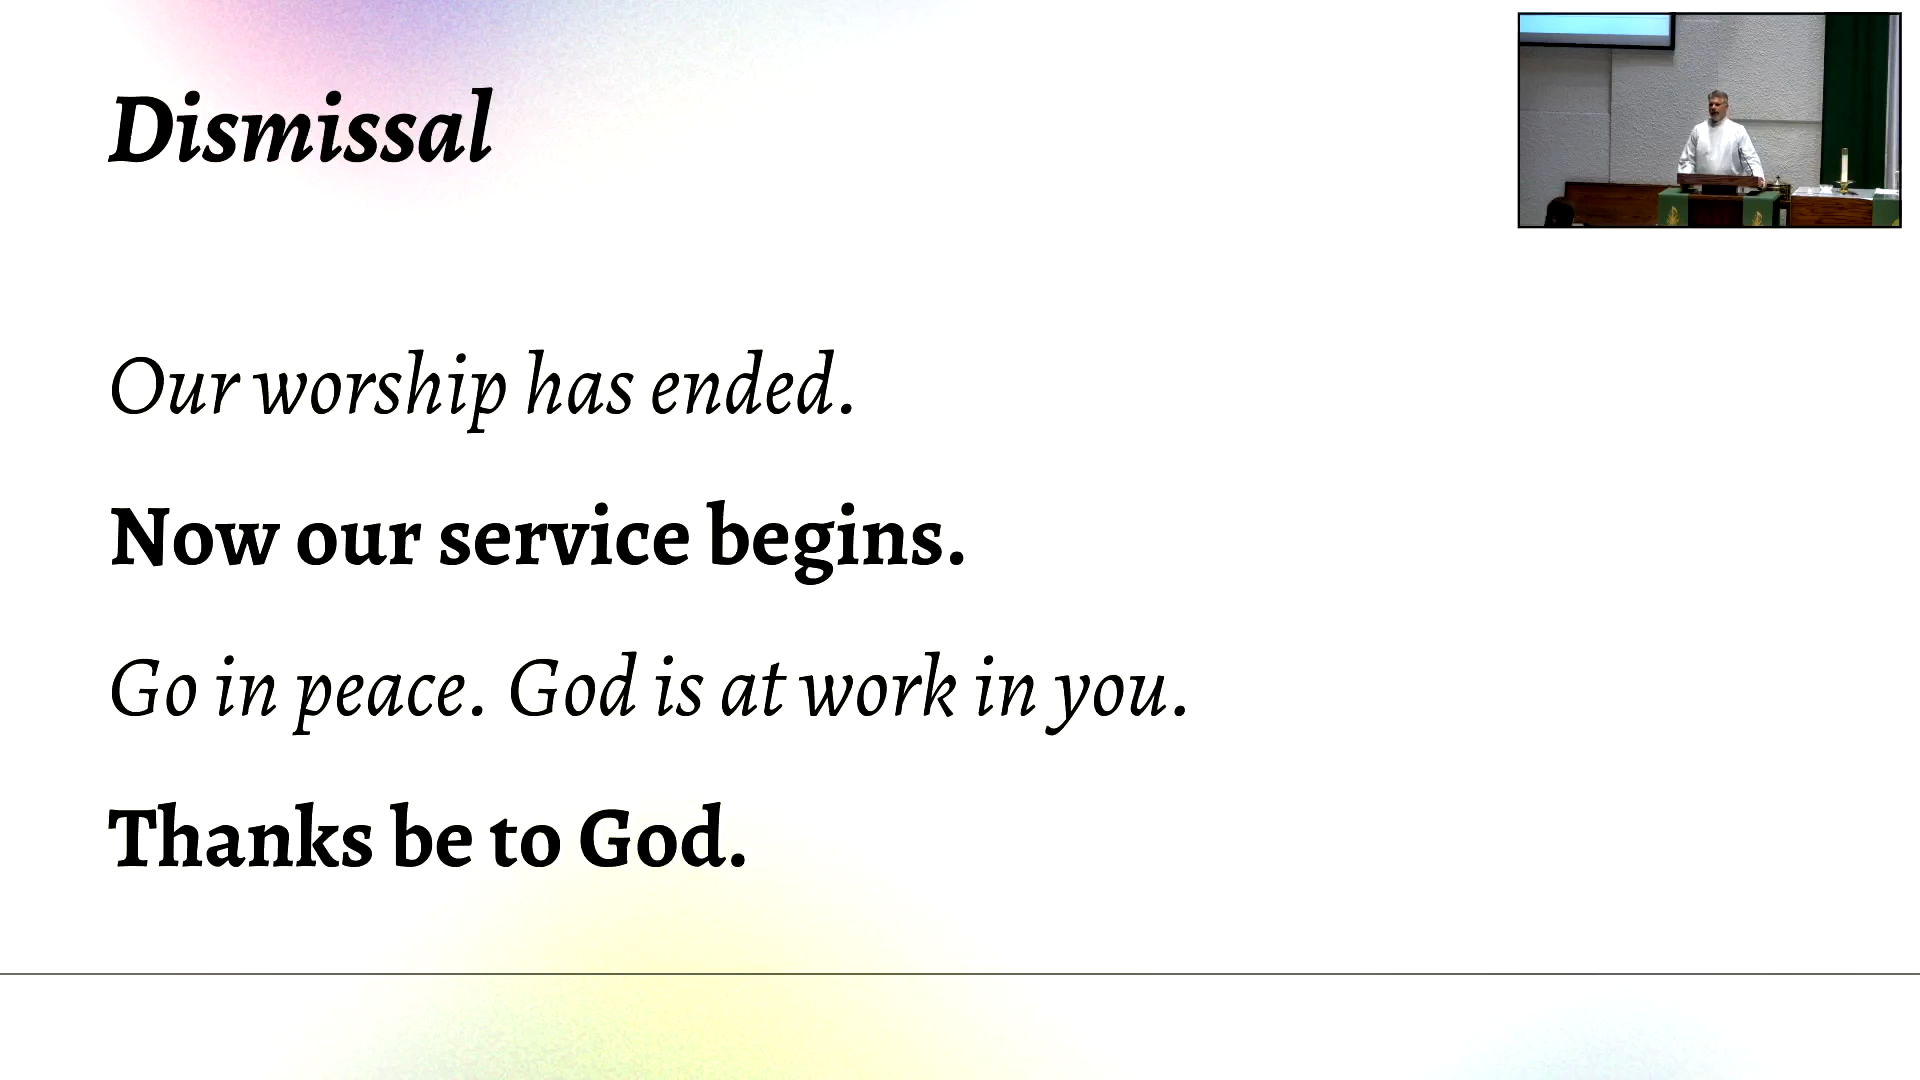 Dismissal
Our worship has ended.
Now our service begins.
Go in peace. God is at work in you.
Thanks be to God.